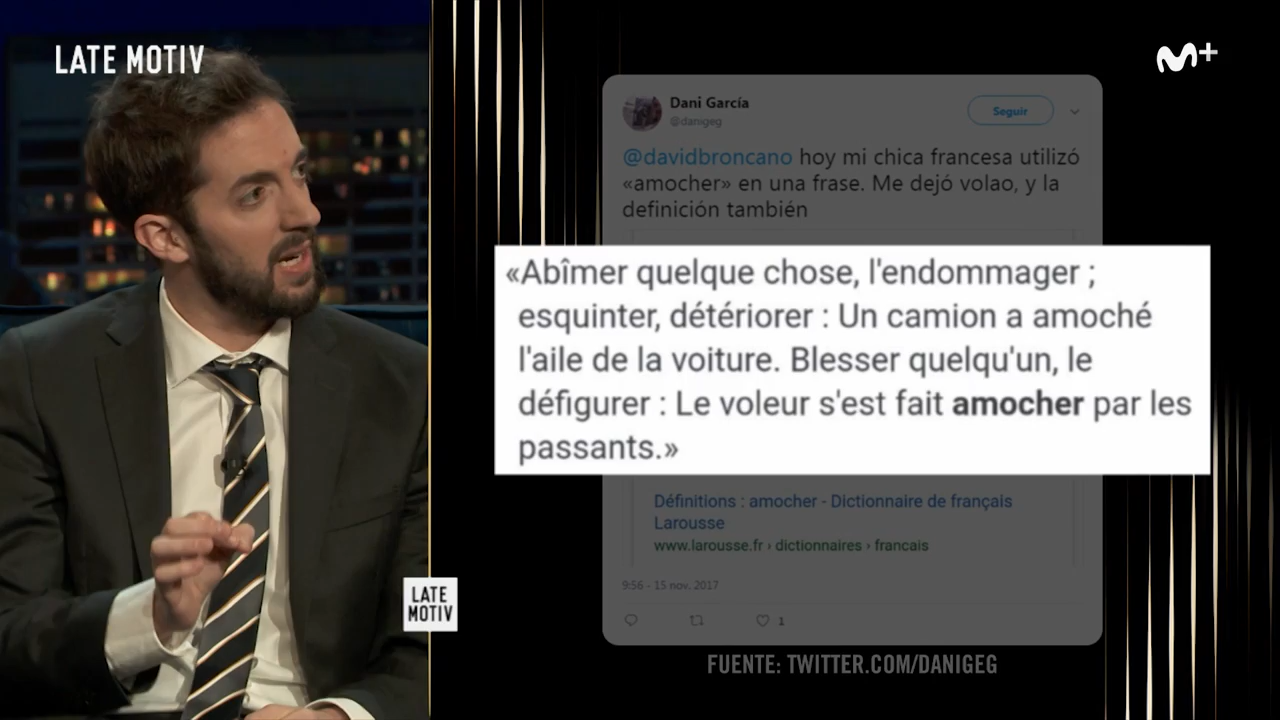 LATE MOTIV
M+
Dani García
@danigeg
Seguir
@davidbroncano hoy mi chica francesa utilizó
«amocher» en una frase. Me dejó volao, y la
definición también
«Abîmer quelque chose, l'endommager ;
esquinter, détériorer : Un camion a amoché
l'aile de la voiture. Blesser quelqu'un, le
défigurer : Le voleur s'est fait amocher par les
passants.»
Définitions : amocher - Dictionnaire de français
Larousse
www.larousse.fr › dictionnaires › francais
9:56 - 15 nov. 2017
1
LATE
MOTIV
FUENTE: TWITTER.COM/DANIGEG